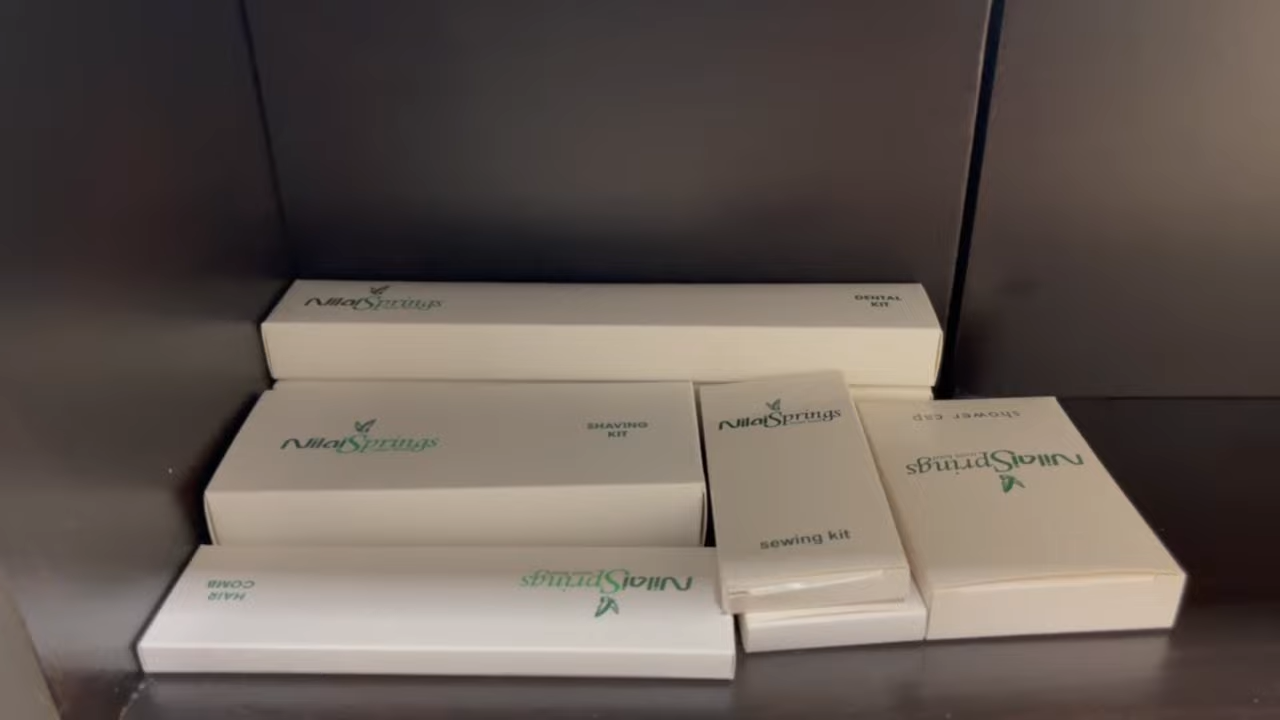 NilaiSprings
DENTAL
KIT
NilaiSprings
SHAVING
KIT
NilaiSprings
sewing kit
shower cap
NilaiSprings
HAIR
COMB
NilaiSprings